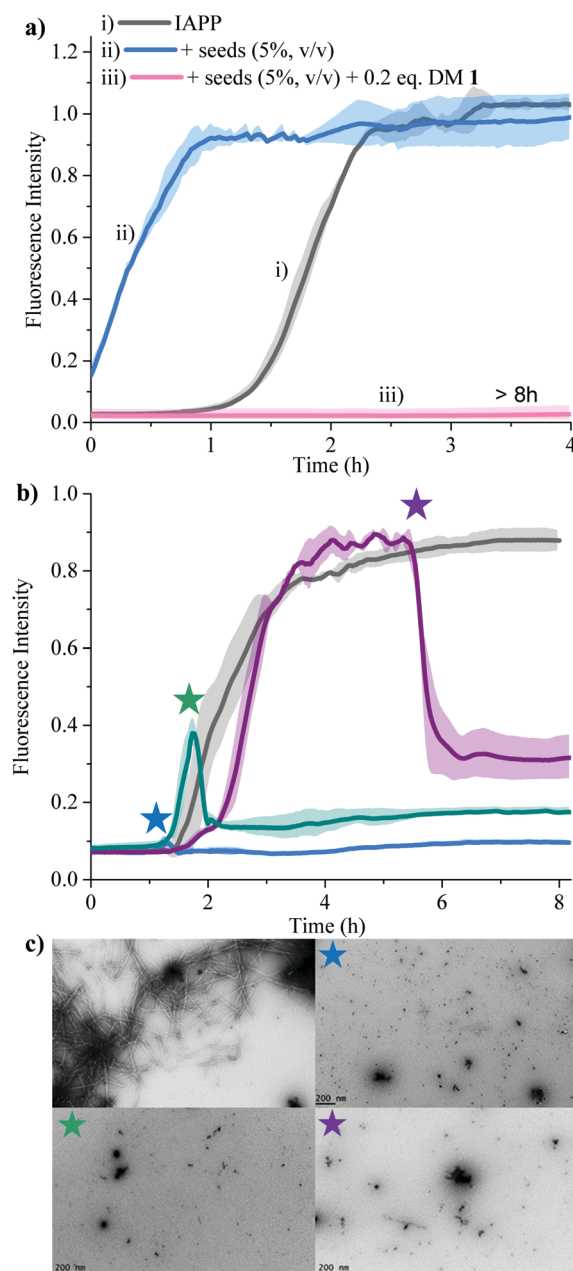 a)
i) IAPP
ii) + seeds (5%, v/v)
iii) + seeds (5%, v/v) + 0.2 eq. DM 1
1.2
1.0
0.8
0.6
0.4
0.2
0.0
Fluorescence Intensity
ii)
i)
iii)
> 8h
0 1 2 3 4
Time (h)
b)
1.0
0.8
0.6
0.4
0.2
0.0
Fluorescence Intensity
0 2 4 6 8
Time (h)
c)
200 nm
200 nm
200 nm